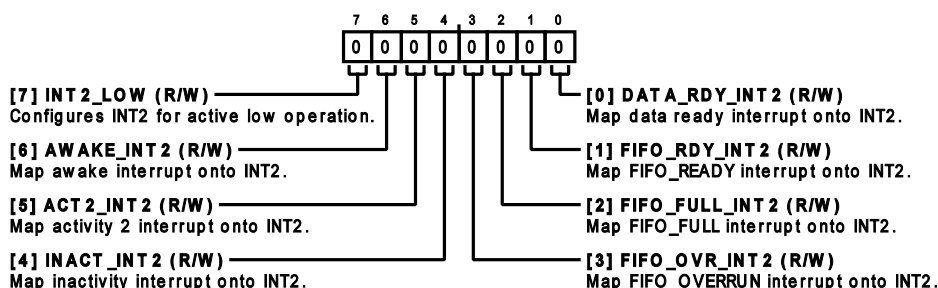 7 6 5 4 3 2 1 0
0 0 0 0 0 0 0 0
[7] INT2_LOW (R/W)
Configures INT2 for active low operation.
[6] AWAKE_INT2 (R/W)
Map awake interrupt onto INT2.
[5] ACT2_INT2 (R/W)
Map activity 2 interrupt onto INT2.
[4] INACT_INT2 (R/W)
Map inactivity interrupt onto INT2.
[0] DATA_RDY_INT2 (R/W)
Map data ready interrupt onto INT2.
[1] FIFO_RDY_INT2 (R/W)
Map FIFO_READY interrupt onto INT2.
[2] FIFO_FULL_INT2 (R/W)
Map FIFO_FULL interrupt onto INT2.
[3] FIFO_OVR_INT2 (R/W)
Map FIFO_OVERRUN interrupt onto INT2.